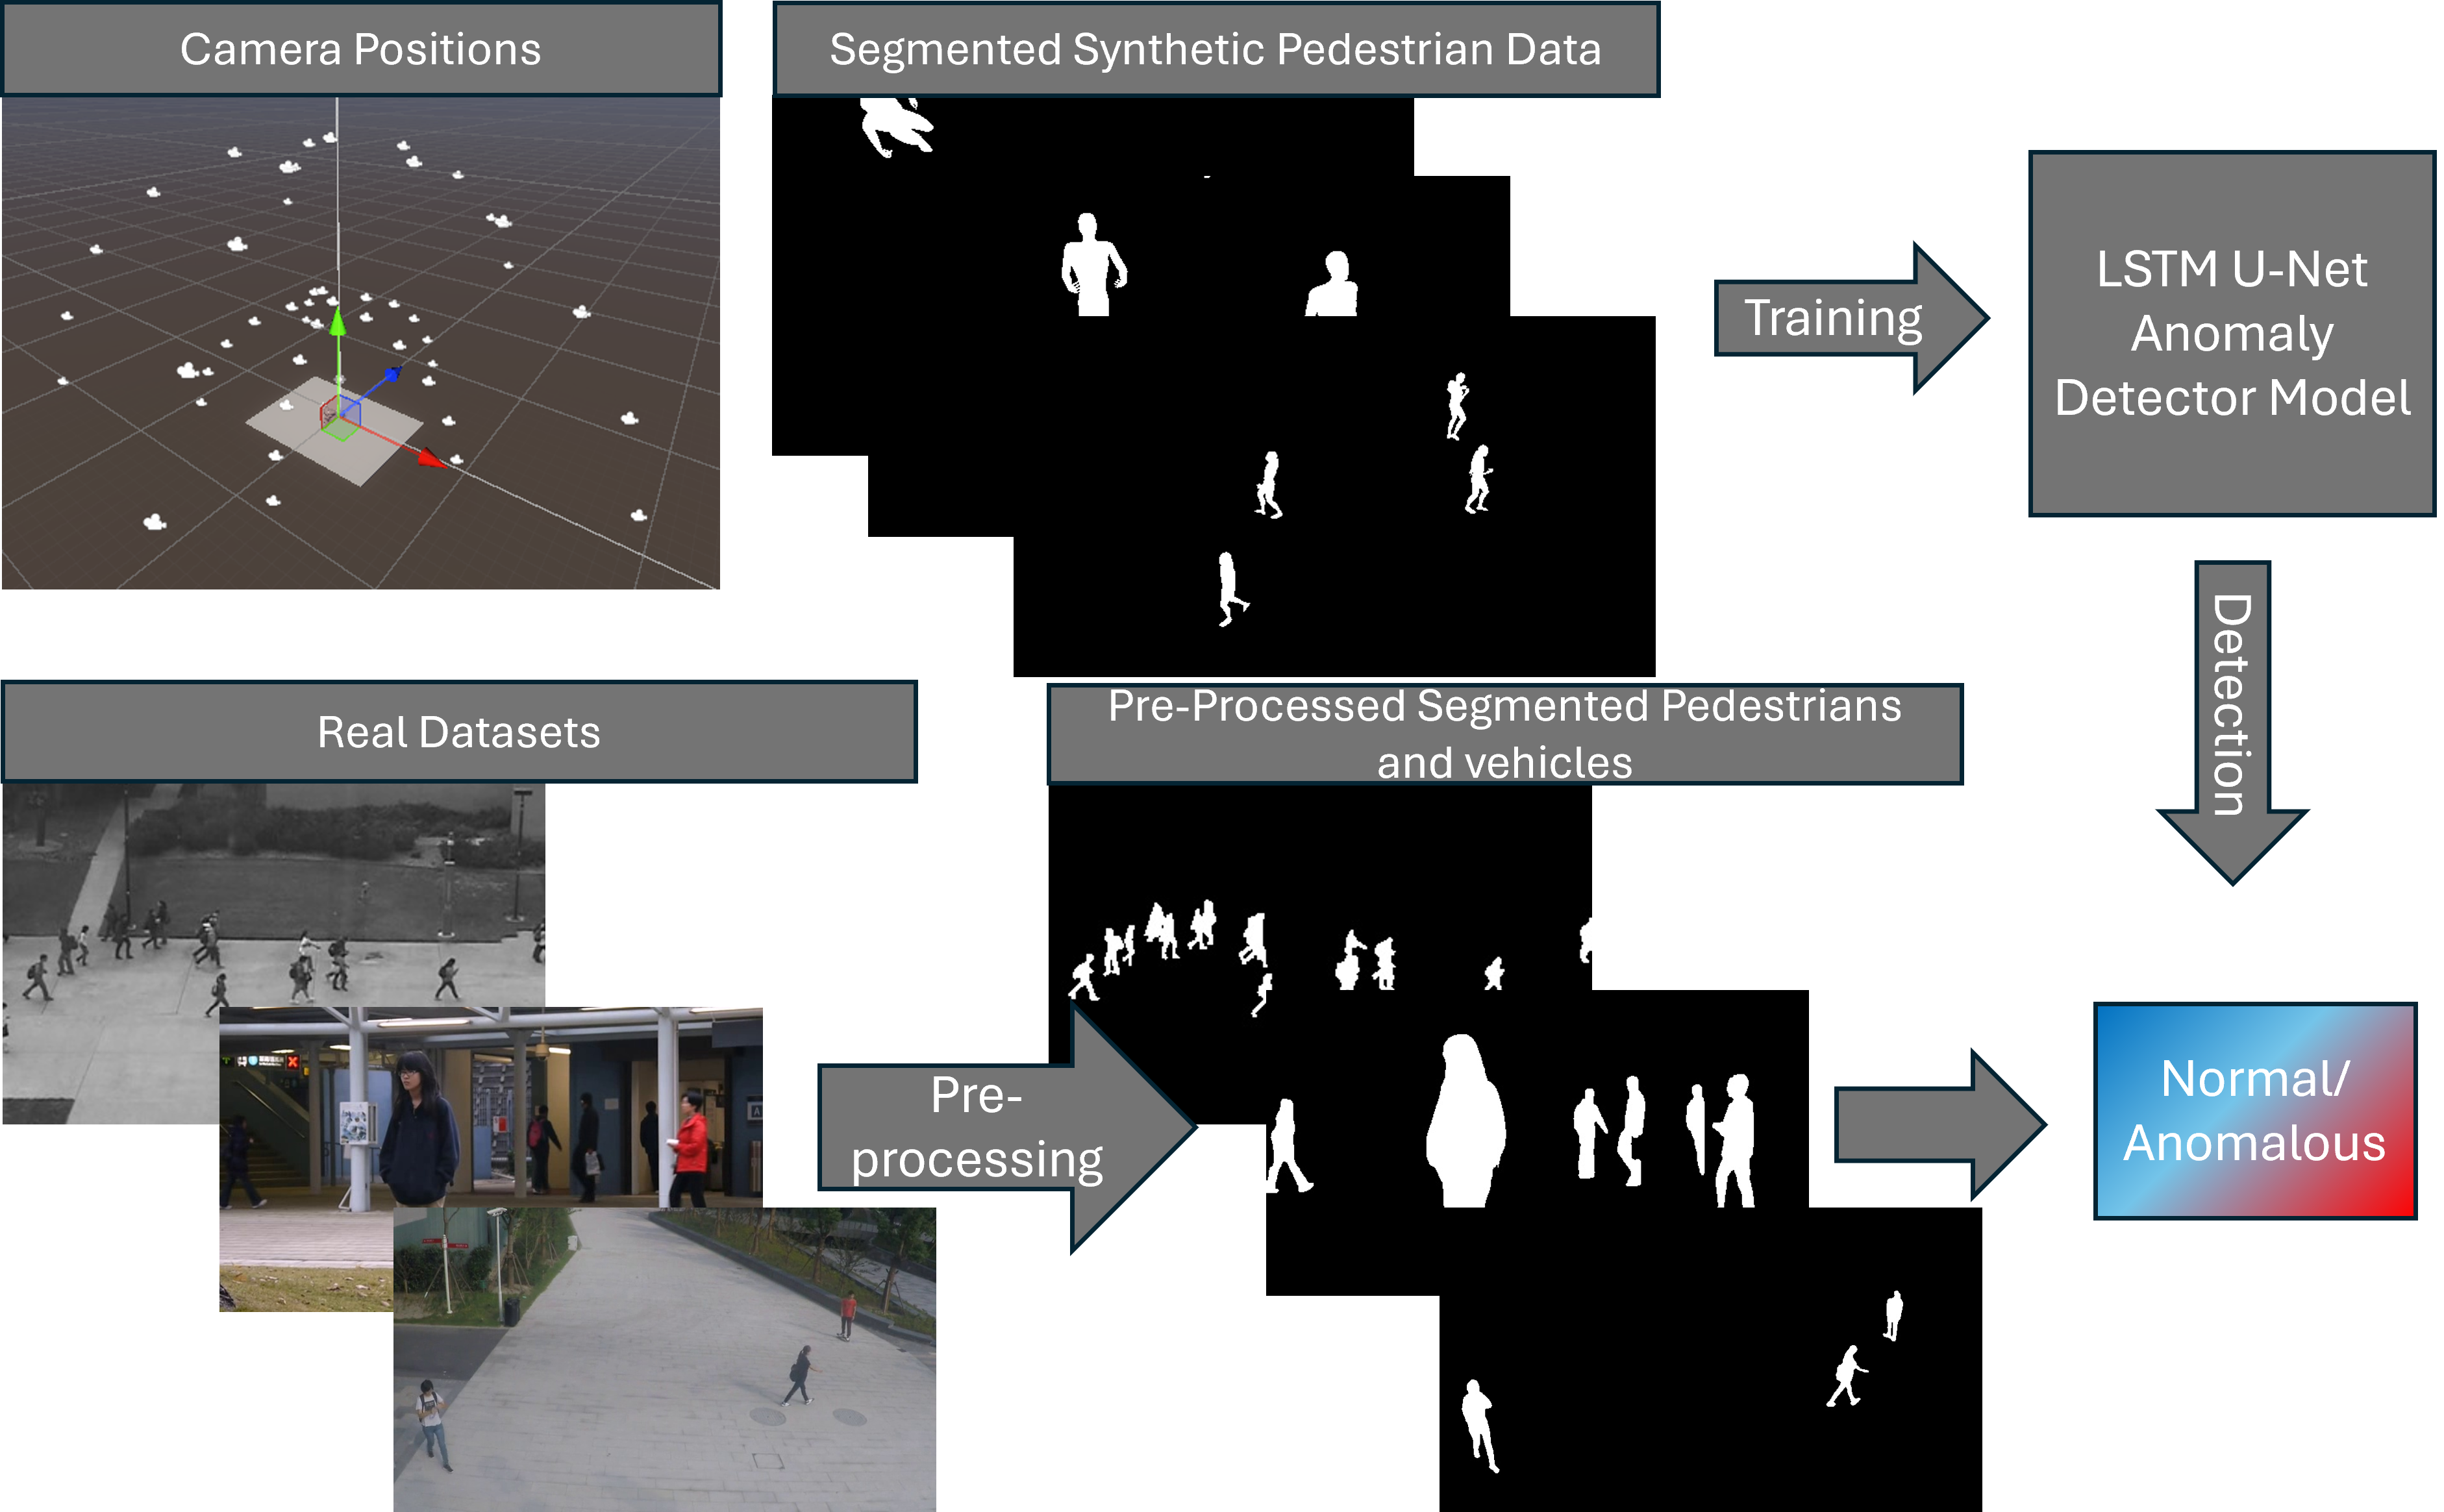 Camera Positions
Segmented Synthetic Pedestrian Data
Training
LSTM U-Net
Anomaly
Detector Model
Detection
Real Datasets
Pre-Processed Segmented Pedestrians
and vehicles
Pre-
processing
Normal/
Anomalous